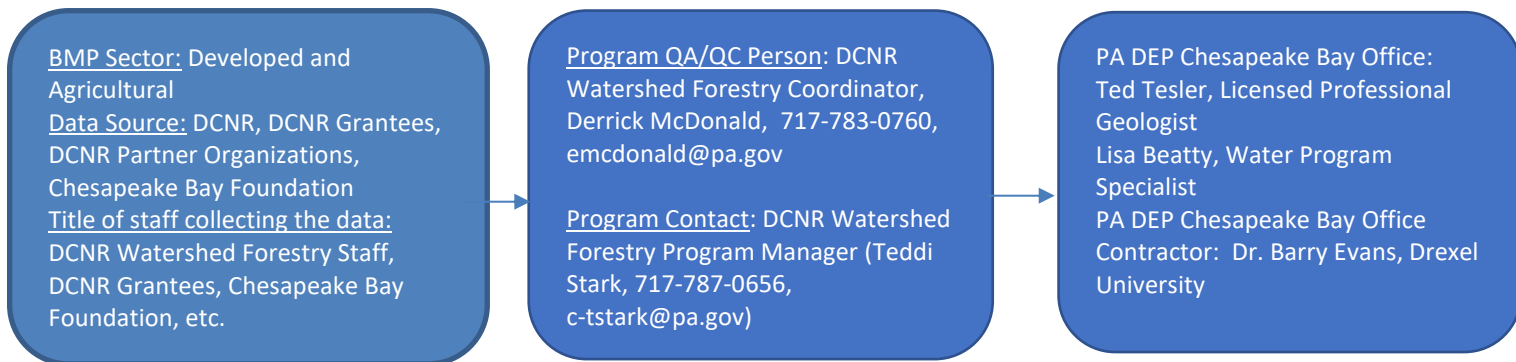 BMP Sector: Developed and
Agricultural
Data Source: DCNR, DCNR Grantees,
DCNR Partner Organizations,
Chesapeake Bay Foundation
Title of staff collecting the data:
DCNR Watershed Forestry Staff,
DCNR Grantees, Chesapeake Bay
Foundation, etc.
Program QA/QC Person: DCNR
Watershed Forestry Coordinator,
Derrick McDonald, 717-783-0760,
emcdonald@pa.gov
Program Contact: DCNR Watershed
Forestry Program Manager (Teddi
Stark, 717-787-0656,
c-tstark@pa.gov)
PA DEP Chesapeake Bay Office:
Ted Tesler, Licensed Professional
Geologist
Lisa Beatty, Water Program
Specialist
PA DEP Chesapeake Bay Office
Contractor: Dr. Barry Evans, Drexel
University